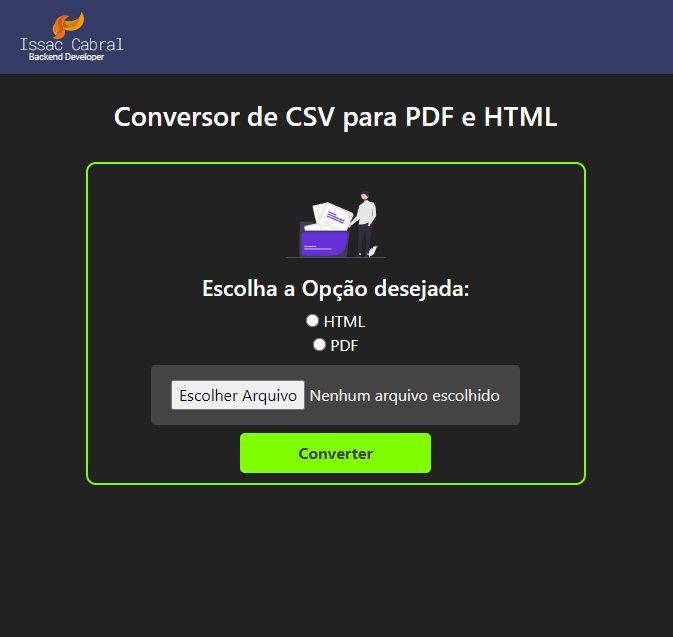 Issac Cabral
Backend Developer
Conversor de CSV para PDF e HTML
Escolha a Opção desejada:
HTML
PDF
Escolher Arquivo Nenhum arquivo escolhido
Converter